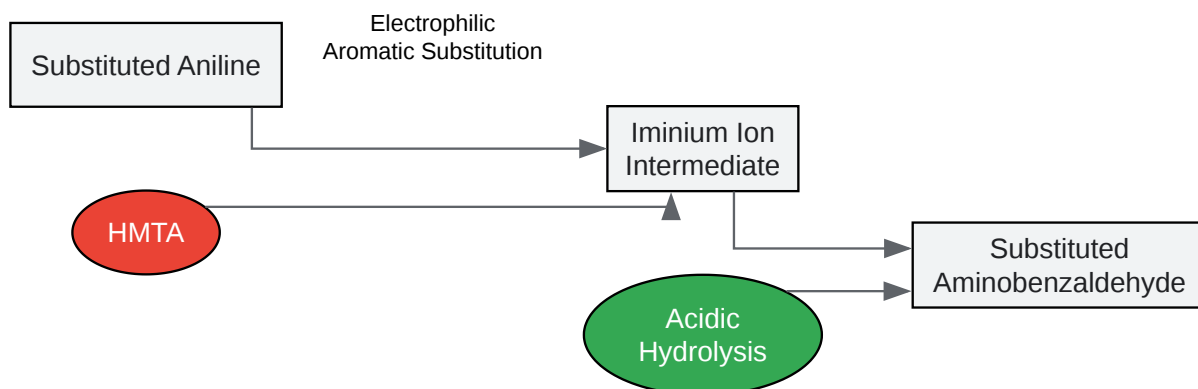 Electrophilic
Aromatic Substitution
Substituted Aniline
Iminium Ion
Intermediate
HMTA
Substituted
Aminobenzaldehyde
Acidic
Hydrolysis